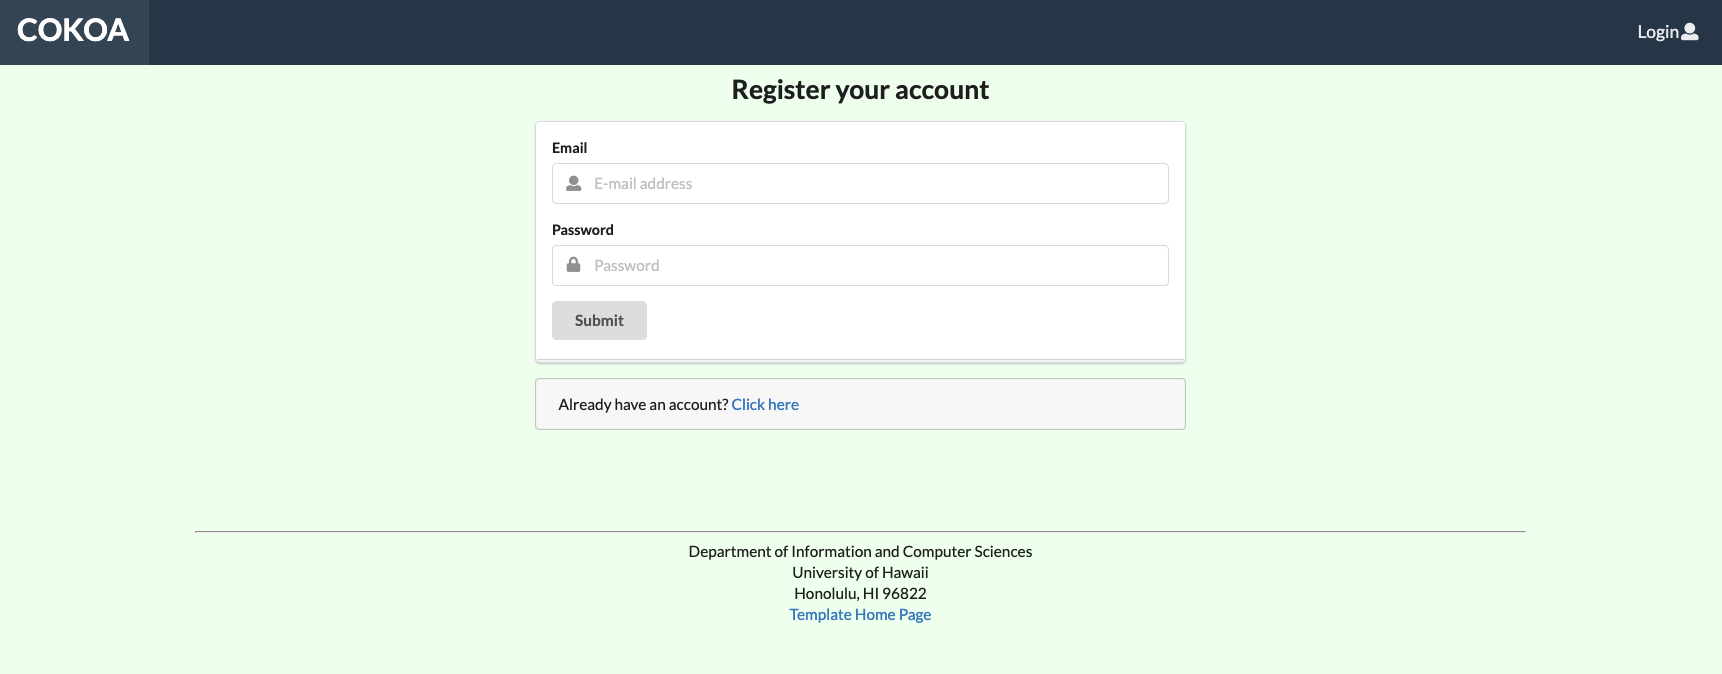 COKOA
Login
Register your account
Email
E-mail address
Password
Password
Submit
Already have an account? Click here
Department of Information and Computer Sciences
University of Hawaii
Honolulu, HI 96822
Template Home Page